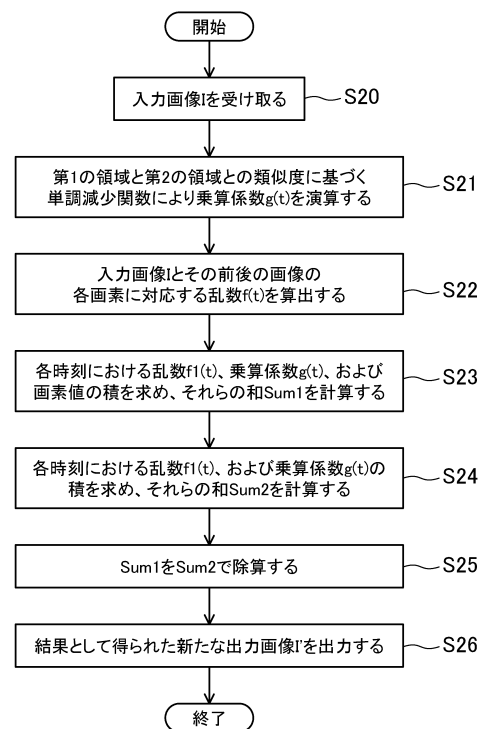 開始
入力画像Iを受け取る
S20
第1の領域と第2の領域との類似度に基づく
単調減少関数により乗算係数g(t)を演算する
S21
入力画像Iとその前後の画像の
各画素に対応する乱数f(t)を算出する
S22
各時刻における乱数f1(t)、乗算係数g(t)、および
画素値の積を求め、それらの和Sum1を計算する
S23
各時刻における乱数f1(t)、および乗算係数g(t)の
積を求め、それらの和Sum2を計算する
S24
Sum1をSum2で除算する
S25
結果として得られた新たな出力画像I'を出力する
S26
終了